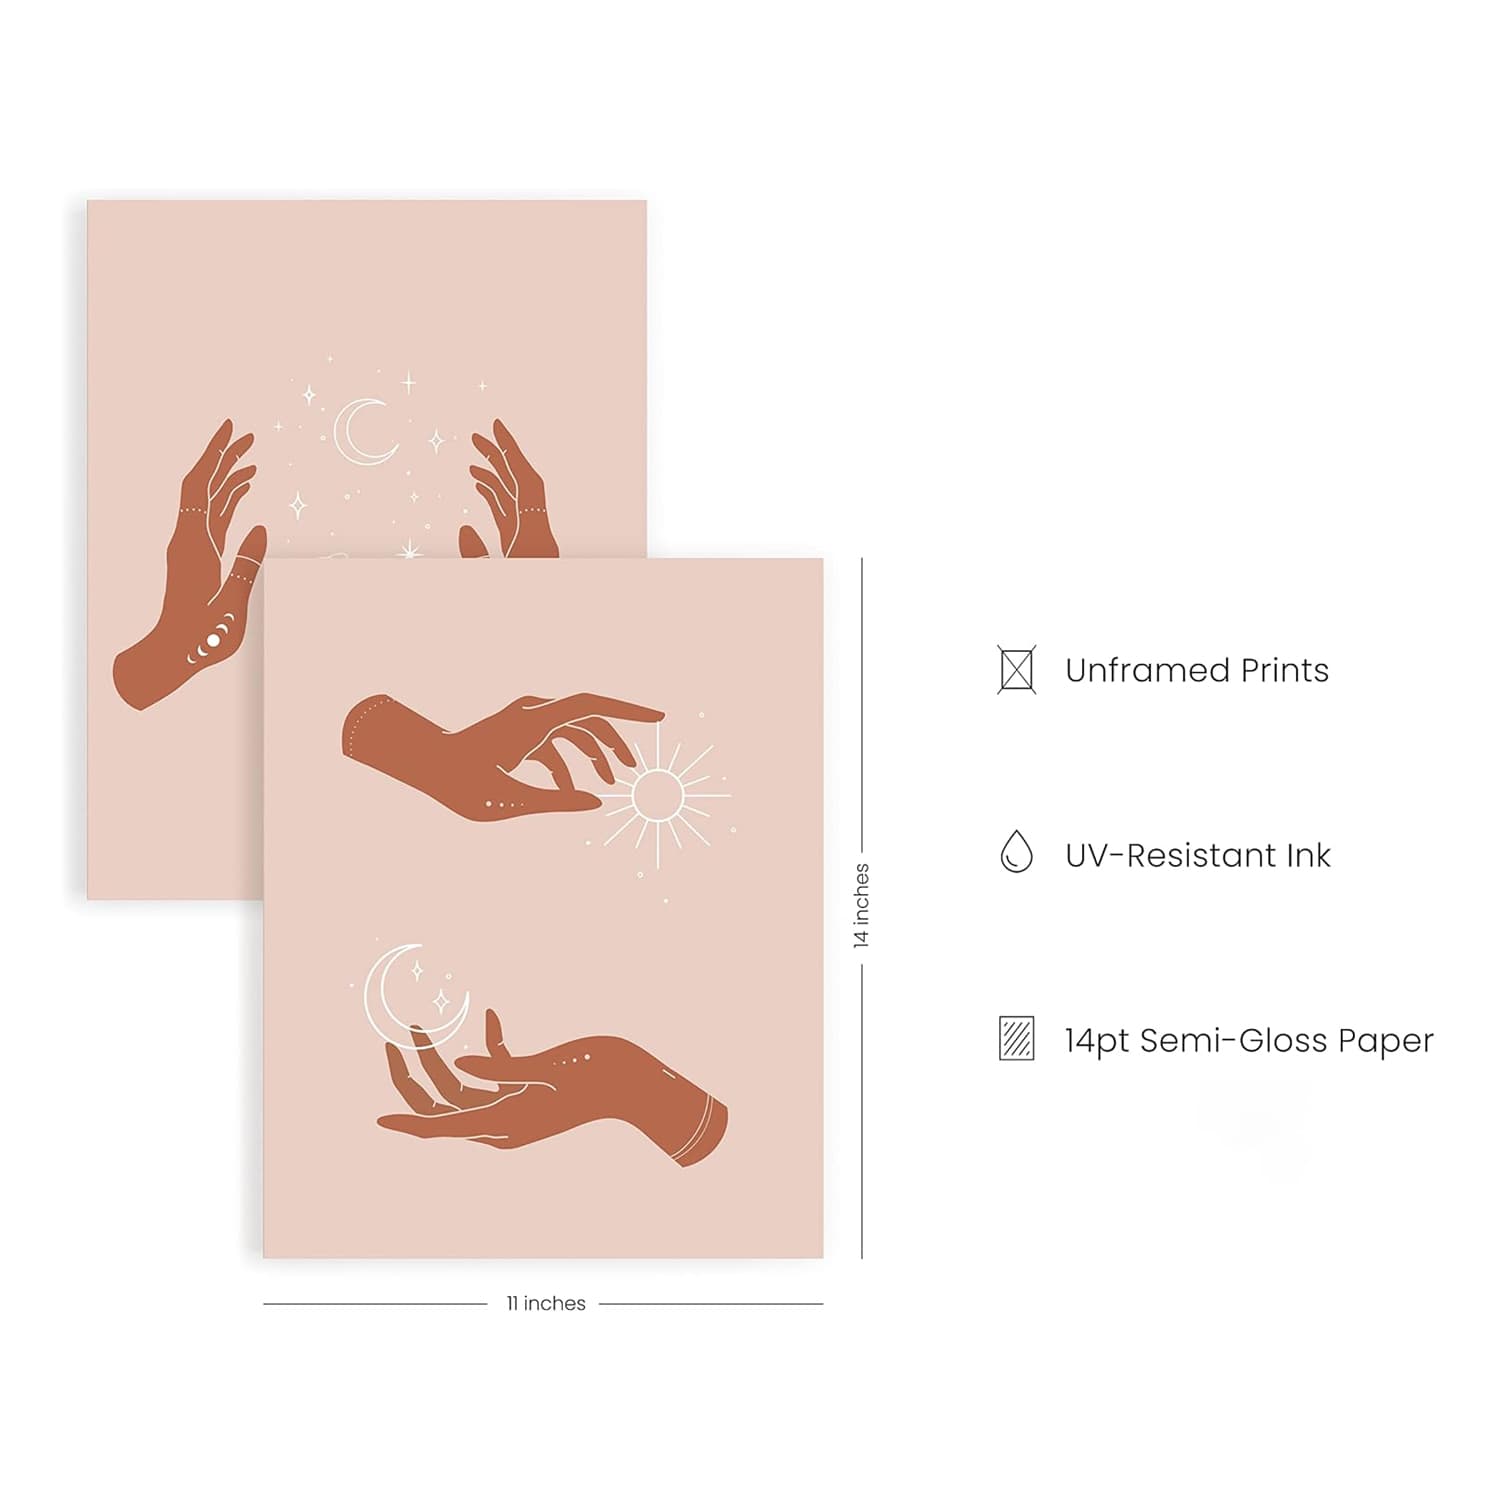 14 inches
11 inches
Unframed Prints
UV-Resistant Ink
14pt Semi-Gloss Paper